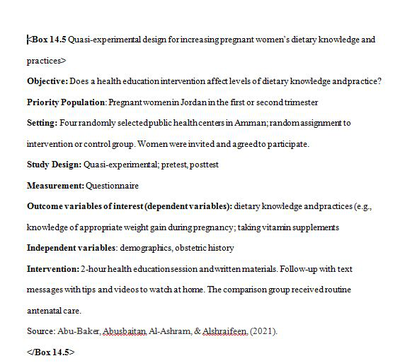 <Box 14.5 Quasi-experimental design for increasing pregnant women's dietary knowledge and
practices>
Objective: Does a health education intervention affect levels of dietary knowledge and practice?
Priority Population: Pregnant women in Jordan in the first or second trimester
Setting: Four randomly selected public health centers in Amman; random assignment to
intervention or control group. Women were invited and agreed to participate.
Study Design: Quasi-experimental; pretest, posttest
Measurement: Questionnaire
Outcome variables of interest (dependent variables): dietary knowledge and practices (e.g.,
knowledge of appropriate weight gain during pregnancy; taking vitamin supplements
Independent variables: demographics, obstetric history
Intervention: 2-hour health education session and written materials. Follow-up with text
messages with tips and videos to watch at home. The comparison group received routine
antenatal care.
Source: Abu-Baker, Abusbaitan, Al-Ashram, & Alshraifeen, (2021).
</Box 14.5>